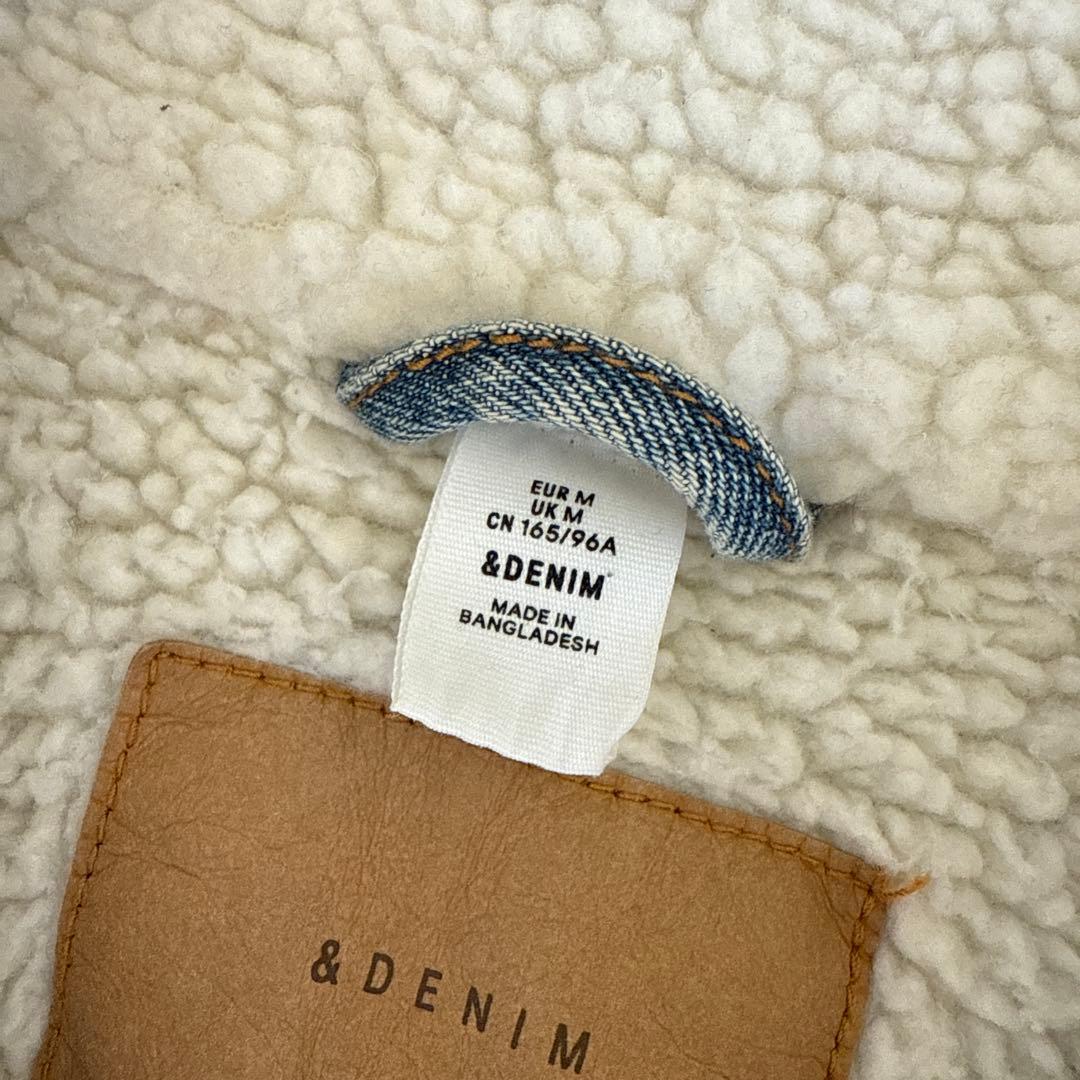 EUR M
UK M
CN 165/96A
&DENIM
MADE IN
BANGLADESH
& DENIM